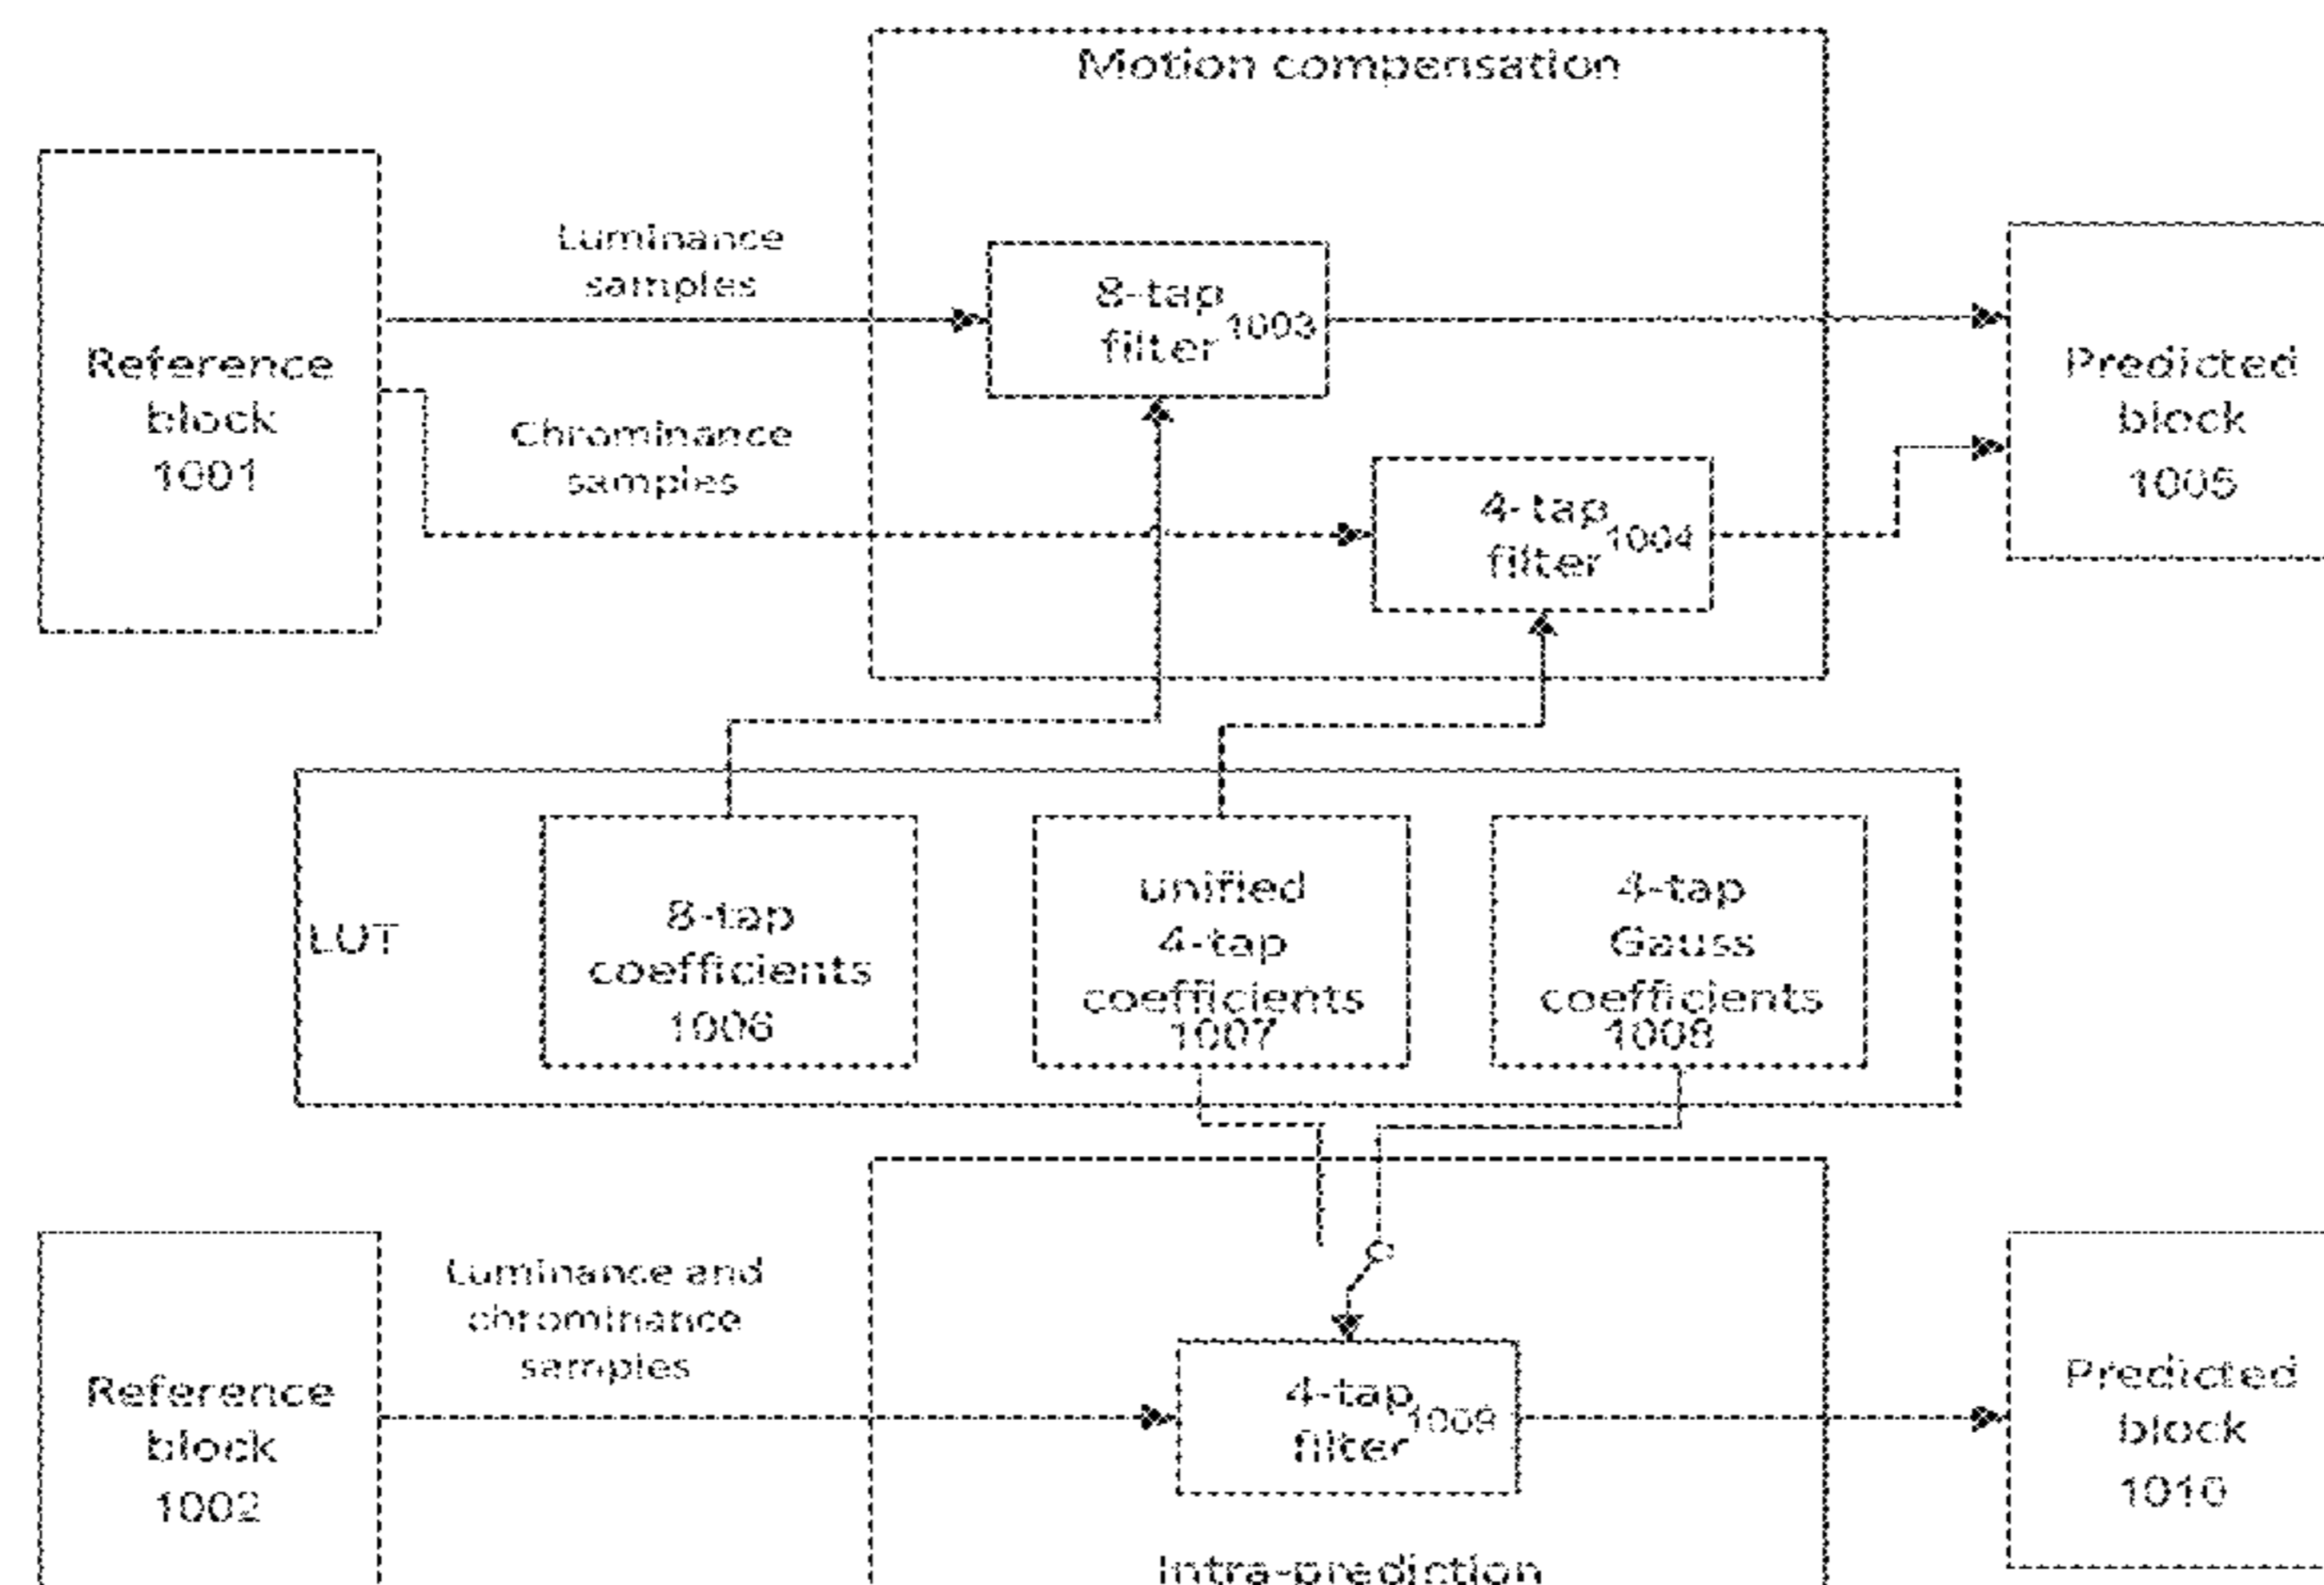 Motion compensation
Luminance
samples
8-tap
filter 1003
Reference
block
1001
Predicted
block
1005
Chrominance
samples
4-tap
filter 1004
LUT
8-tap
coefficients
1006
unified
4-tap
coefficients
1007
4-tap
Gauss
coefficients
1008
Luminance and
chrominance
samples
Reference
block
1002
4-tap
filter 1009
Predicted
block
1010
Intra-prediction